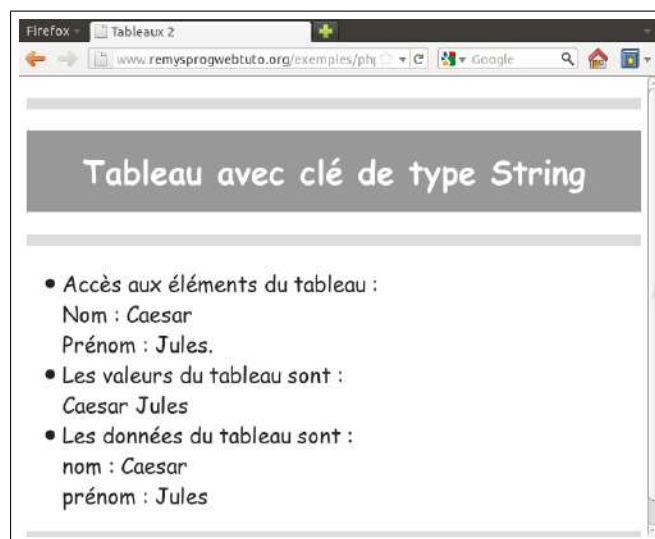 Firefox
Tableaux 2
www.remysprogwebtuto.org/exemples/ph
Google
Tableau avec clé de type String
• Accès aux éléments du tableau :
Nom : Caesar
Prénom : Jules.
• Les valeurs du tableau sont :
Caesar Jules
• Les données du tableau sont :
nom : Caesar
prénom : Jules